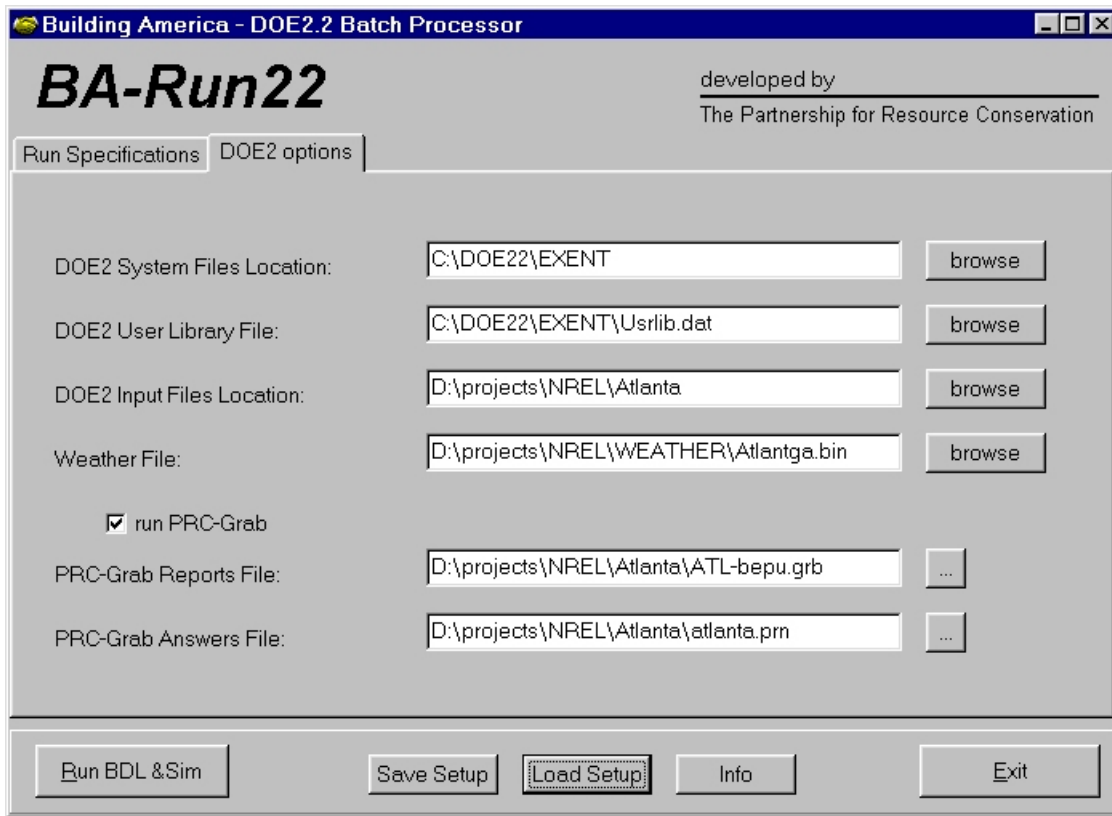 Building America - DOE2.2 Batch Processor
BA-Run22
developed by
The Partnership for Resource Conservation
Run Specifications DOE2 options
DOE2 System Files Location: C:\DOE22\EXENT browse
DOE2 User Library File: C:\DOE22\EXENT\Usrlib.dat browse
DOE2 Input Files Location: D:\projects\NREL\Atlanta browse
Weather File: D:\projects\NREL\WEATHER\Atlantga.bin browse
run PRC-Grab
PRC-Grab Reports File: D:\projects\NREL\Atlanta\ATL-bepu.grb ...
PRC-Grab Answers File: D:\projects\NREL\Atlanta\atlanta.prn ...
Run BDL &Sim Save Setup Load Setup Info Exit